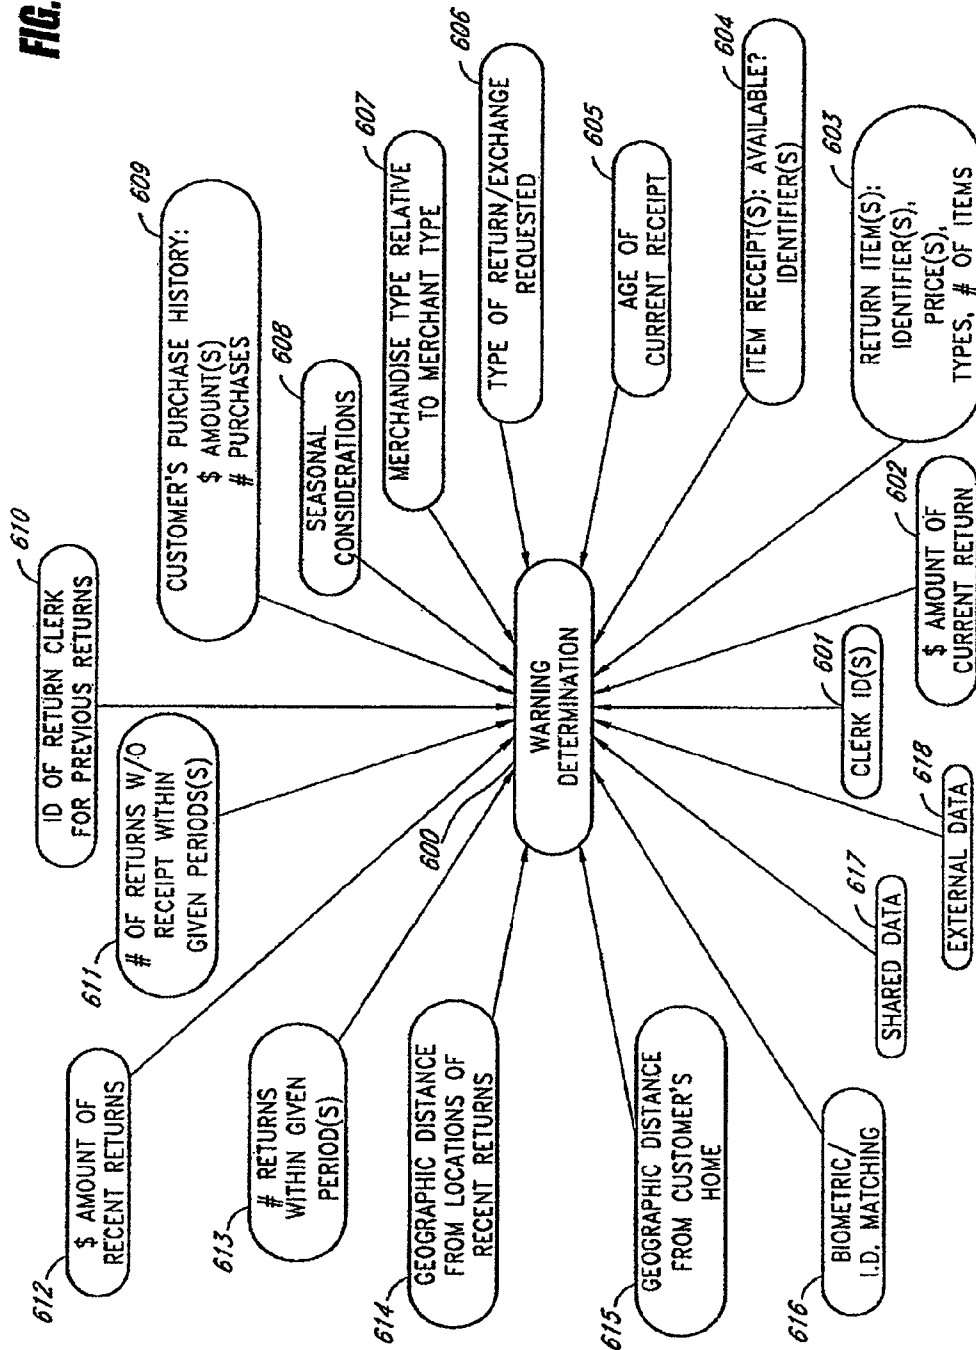 FIG.
610
ID OF RETURN CLERK
FOR PREVIOUS RETURNS
609
CUSTOMER'S PURCHASE HISTORY:
$ AMOUNT(S)
# PURCHASES
608
SEASONAL
CONSIDERATIONS
607
MERCHANDISE TYPE RELATIVE
TO MERCHANT TYPE
606
TYPE OF RETURN/EXCHANGE
REQUESTED
605
AGE OF
CURRENT RECEIPT
604
ITEM RECEIPT(S): AVAILABLE?
IDENTIFIER(S)
603
RETURN ITEM(S):
IDENTIFIER(S),
PRICE(S),
TYPES, # OF ITEMS
602
$ AMOUNT OF
CURRENT RETURN
601
CLERK ID(S)
618
EXTERNAL DATA
617
SHARED DATA
616
BIOMETRIC/
I.D. MATCHING
615
GEOGRAPHIC DISTANCE
FROM CUSTOMER'S
HOME
614
GEOGRAPHIC DISTANCE
FROM LOCATIONS OF
RECENT RETURNS
613
# RETURNS
WITHIN GIVEN
PERIOD(S)
612
$ AMOUNT OF
RECENT RETURNS
611
# OF RETURNS W/O
RECEIPT WITHIN
GIVEN PERIODS(S)
600
WARNING
DETERMINATION